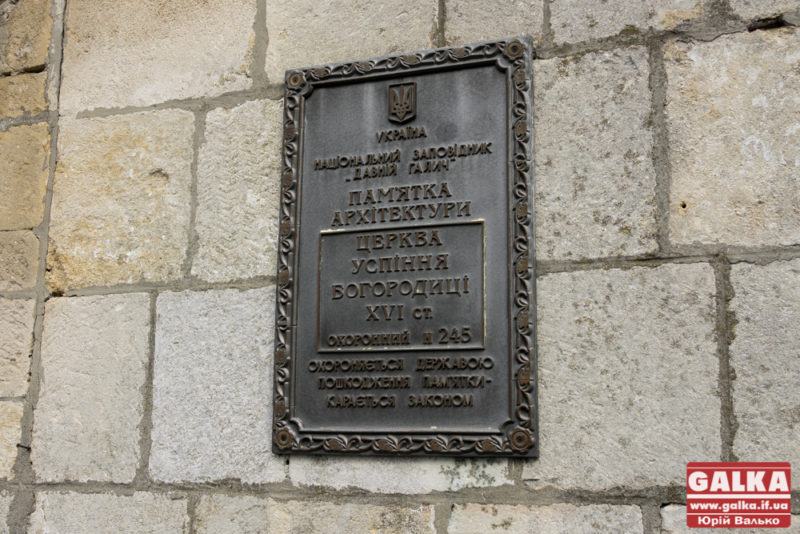 УКРАЇНА
НАЦІОНАЛЬНИЙ ЗАПОВІДНИК
„ДАВНІЙ ГАЛИЧ"
ПАМ'ЯТКА
АРХІТЕКТУРИ
ЦЕРКВА
УСПІННЯ
БОГОРОДИЦІ
XVI СТ.
ОХОРОННИЙ N 245
ОХОРОНЯЄТЬСЯ ДЕРЖАВОЮ
ПОШКОДЖЕННЯ ПАМ'ЯТКИ-
КАРАЄТЬСЯ ЗАКОНОМ
GALKA
www.galka.if.ua
Юрій Валько